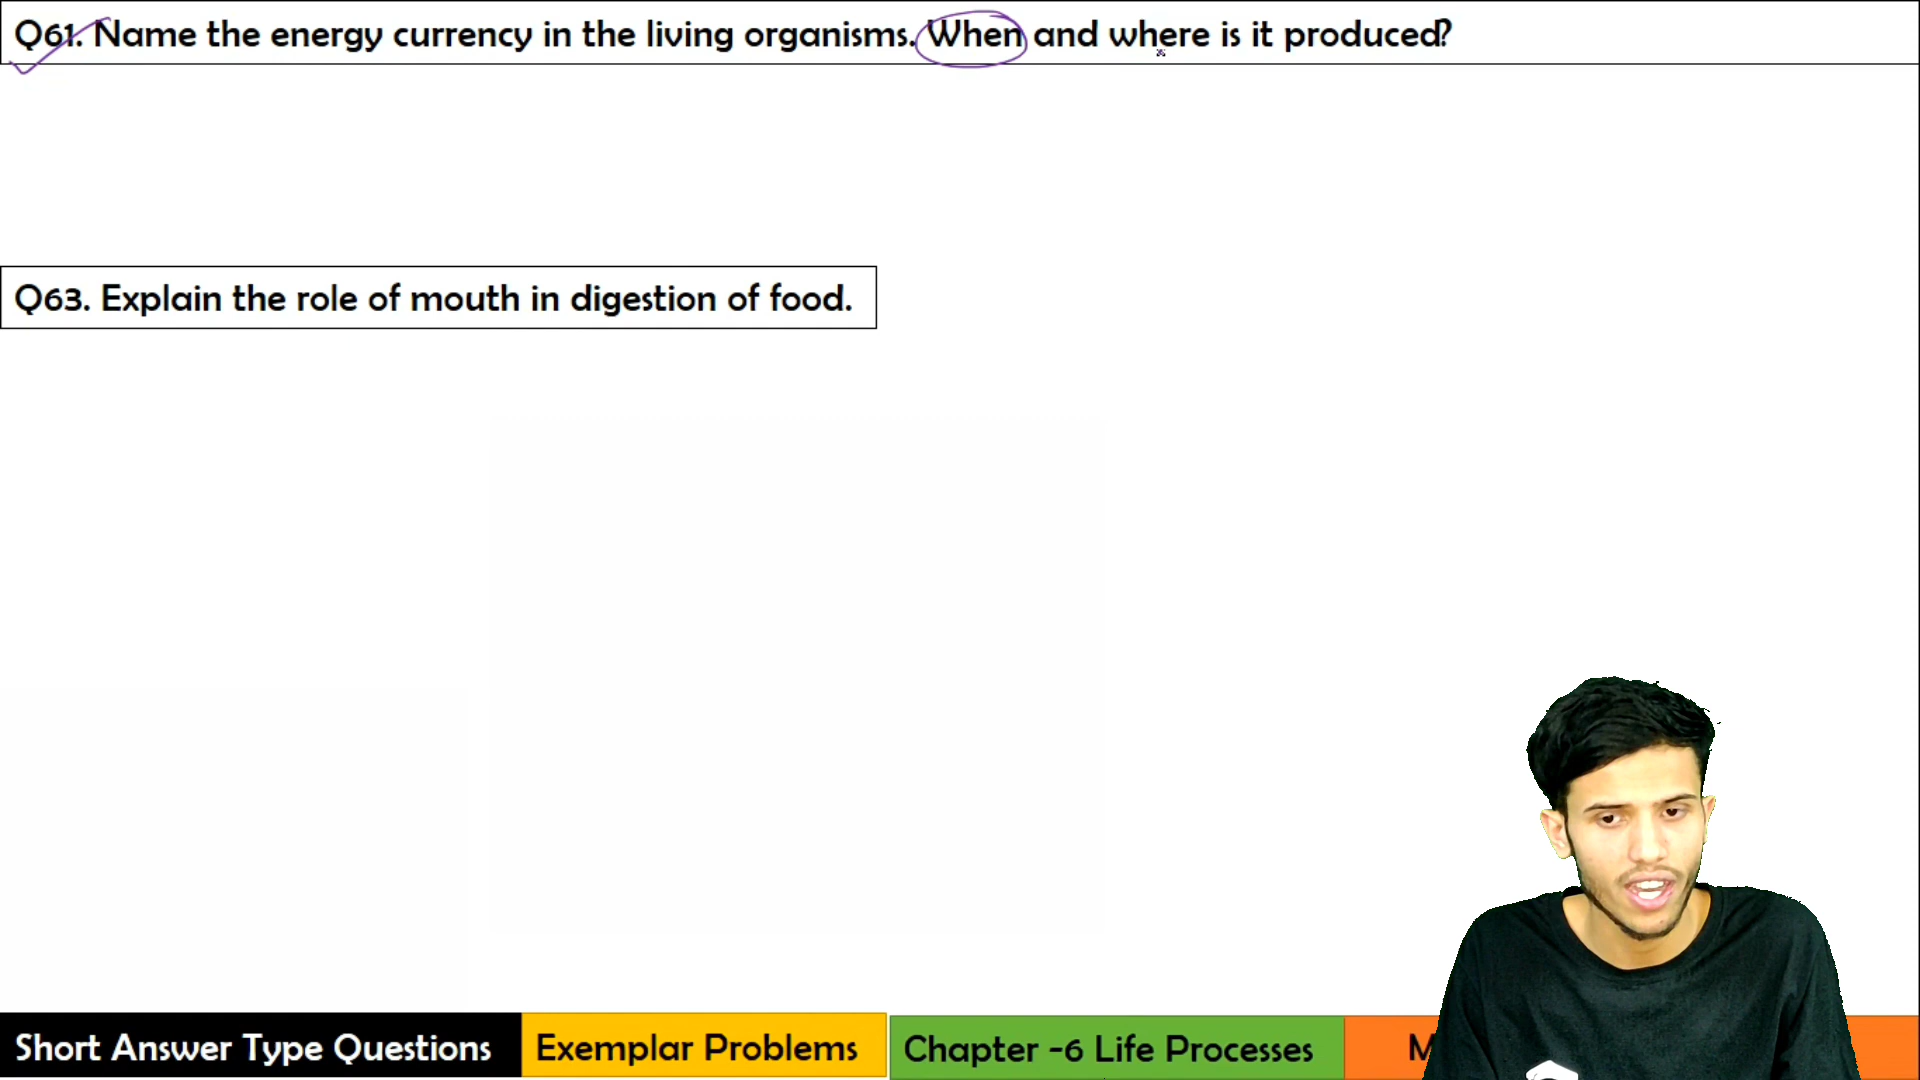 Q61. Name the energy currency in the living organisms. When and where is it produced?
Q63. Explain the role of mouth in digestion of food.
Short Answer Type Questions
Exemplar Problems
Chapter -6 Life Processes